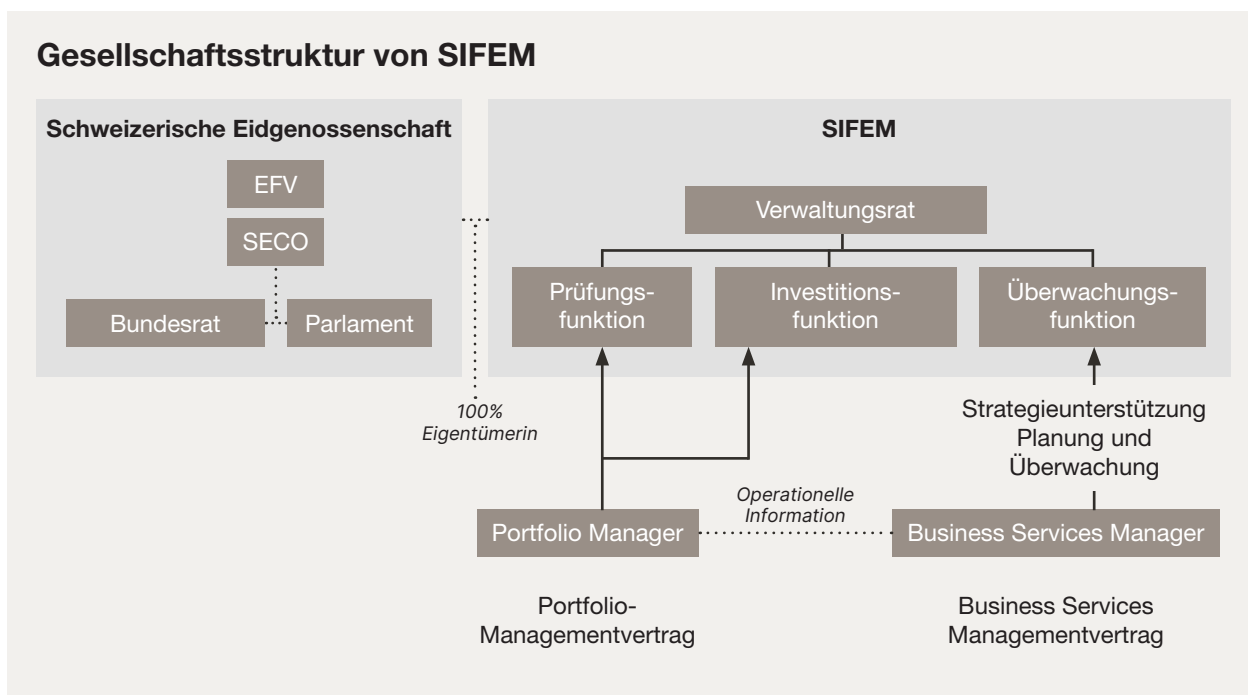 Gesellschaftsstruktur von SIFEM
Schweizerische Eidgenossenschaft
EFV
SECO
Bundesrat
Parlament
100%
Eigentümerin
SIFEM
Verwaltungsrat
Prüfungs-
funktion
Investitions-
funktion
Überwachungs-
funktion
Strategieunterstützung
Planung und
Überwachung
Portfolio Manager
Operationelle
Information
Business Services Manager
Portfolio-
Managementvertrag
Business Services
Managementvertrag